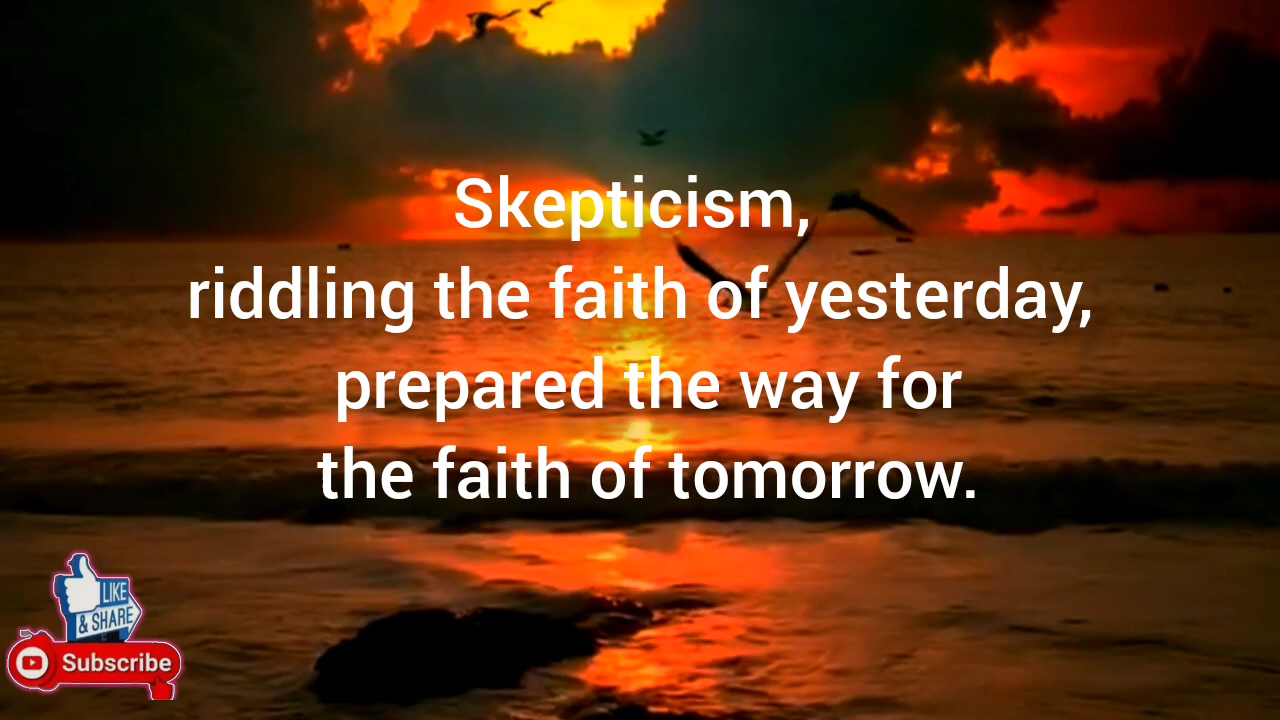 Skepticism,
riddling the faith of yesterday,
prepared the way for
the faith of tomorrow.
LIKE
& SHARE
Subscribe